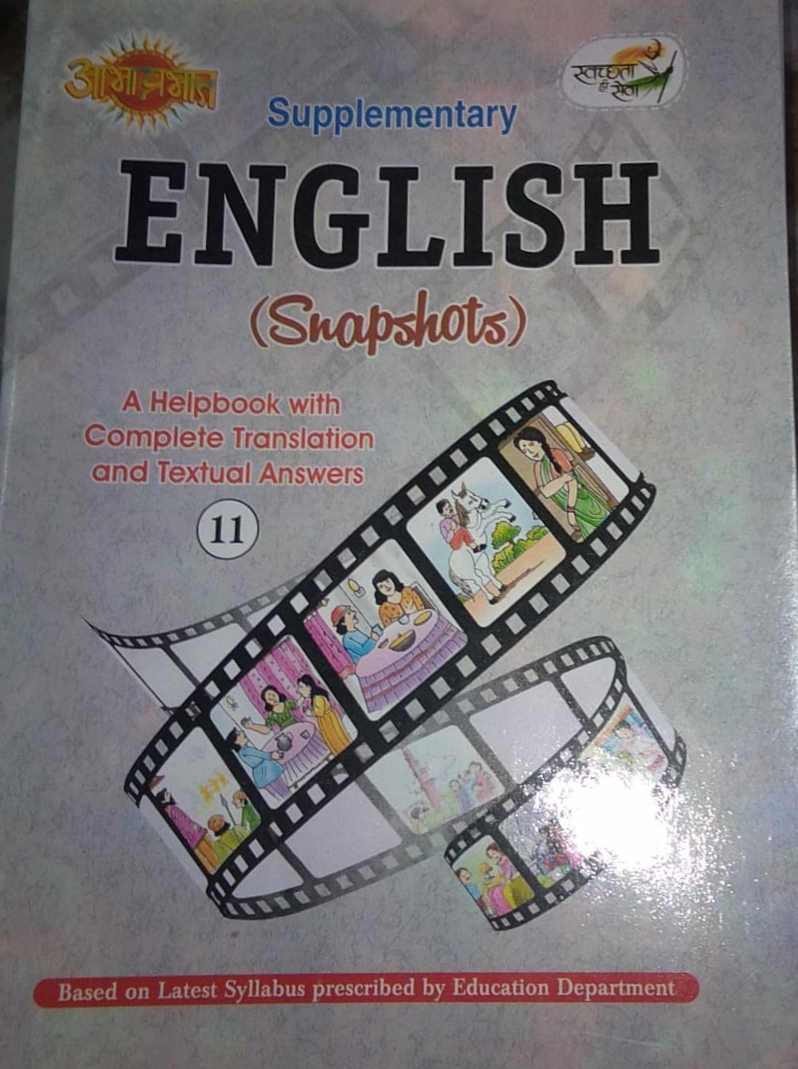 आभा प्रभात
स्वच्छता
ही
सेवा
Supplementary
ENGLISH
(Snapshots)
A Helpbook with
Complete Translation
and Textual Answers
11
Based on Latest Syllabus prescribed by Education Department